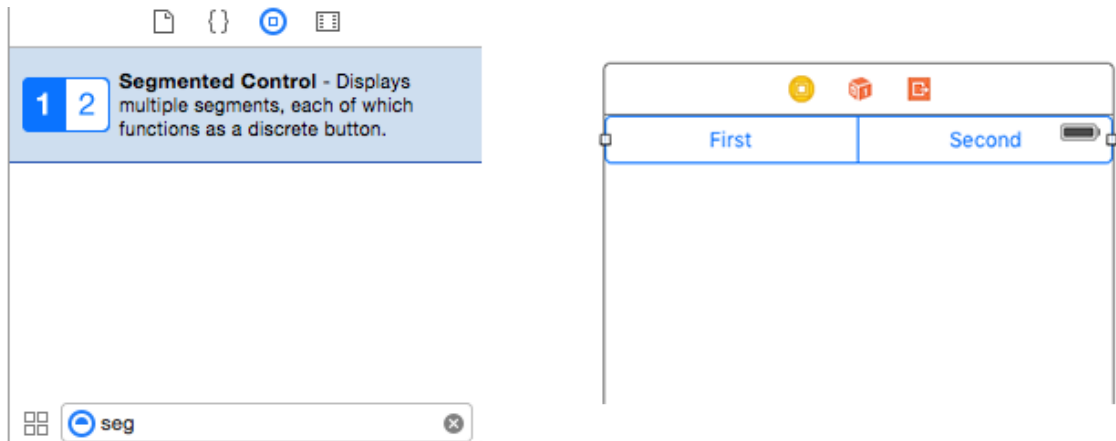 {}
1 2
Segmented Control - Displays
multiple segments, each of which
functions as a discrete button.
seg
First Second